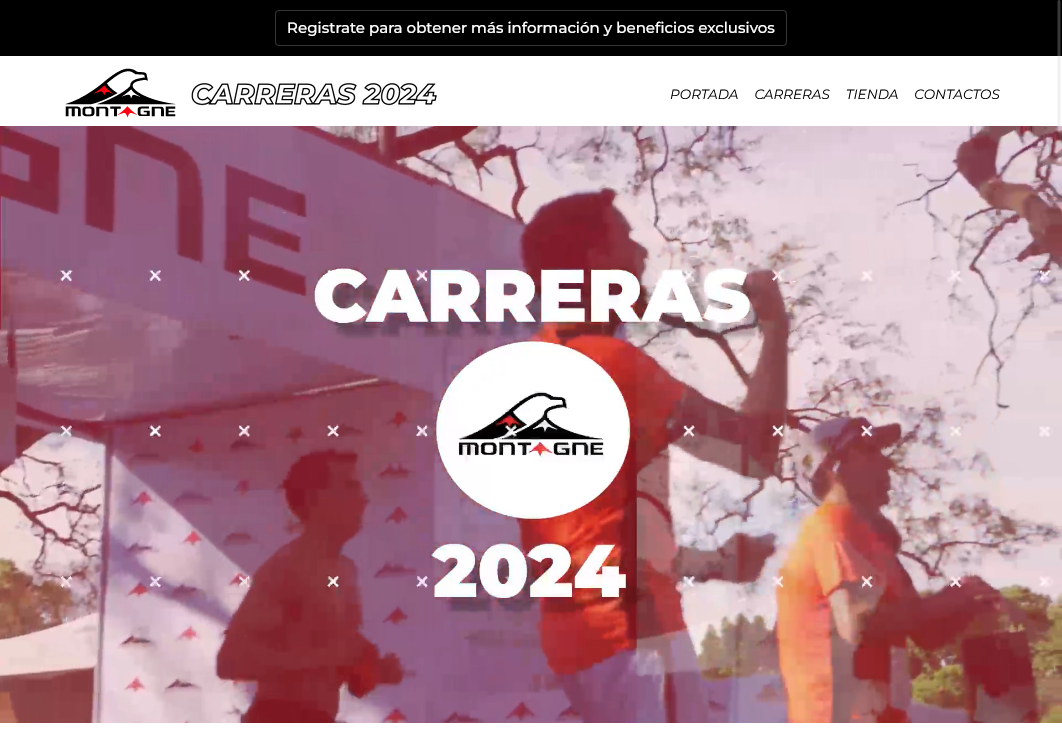 Registrate para obtener más información y beneficios exclusivos
MONTAGNE
CARRERAS 2024
PORTADA CARRERAS TIENDA CONTACTOS
CARRERAS
MONTAGNE
2024